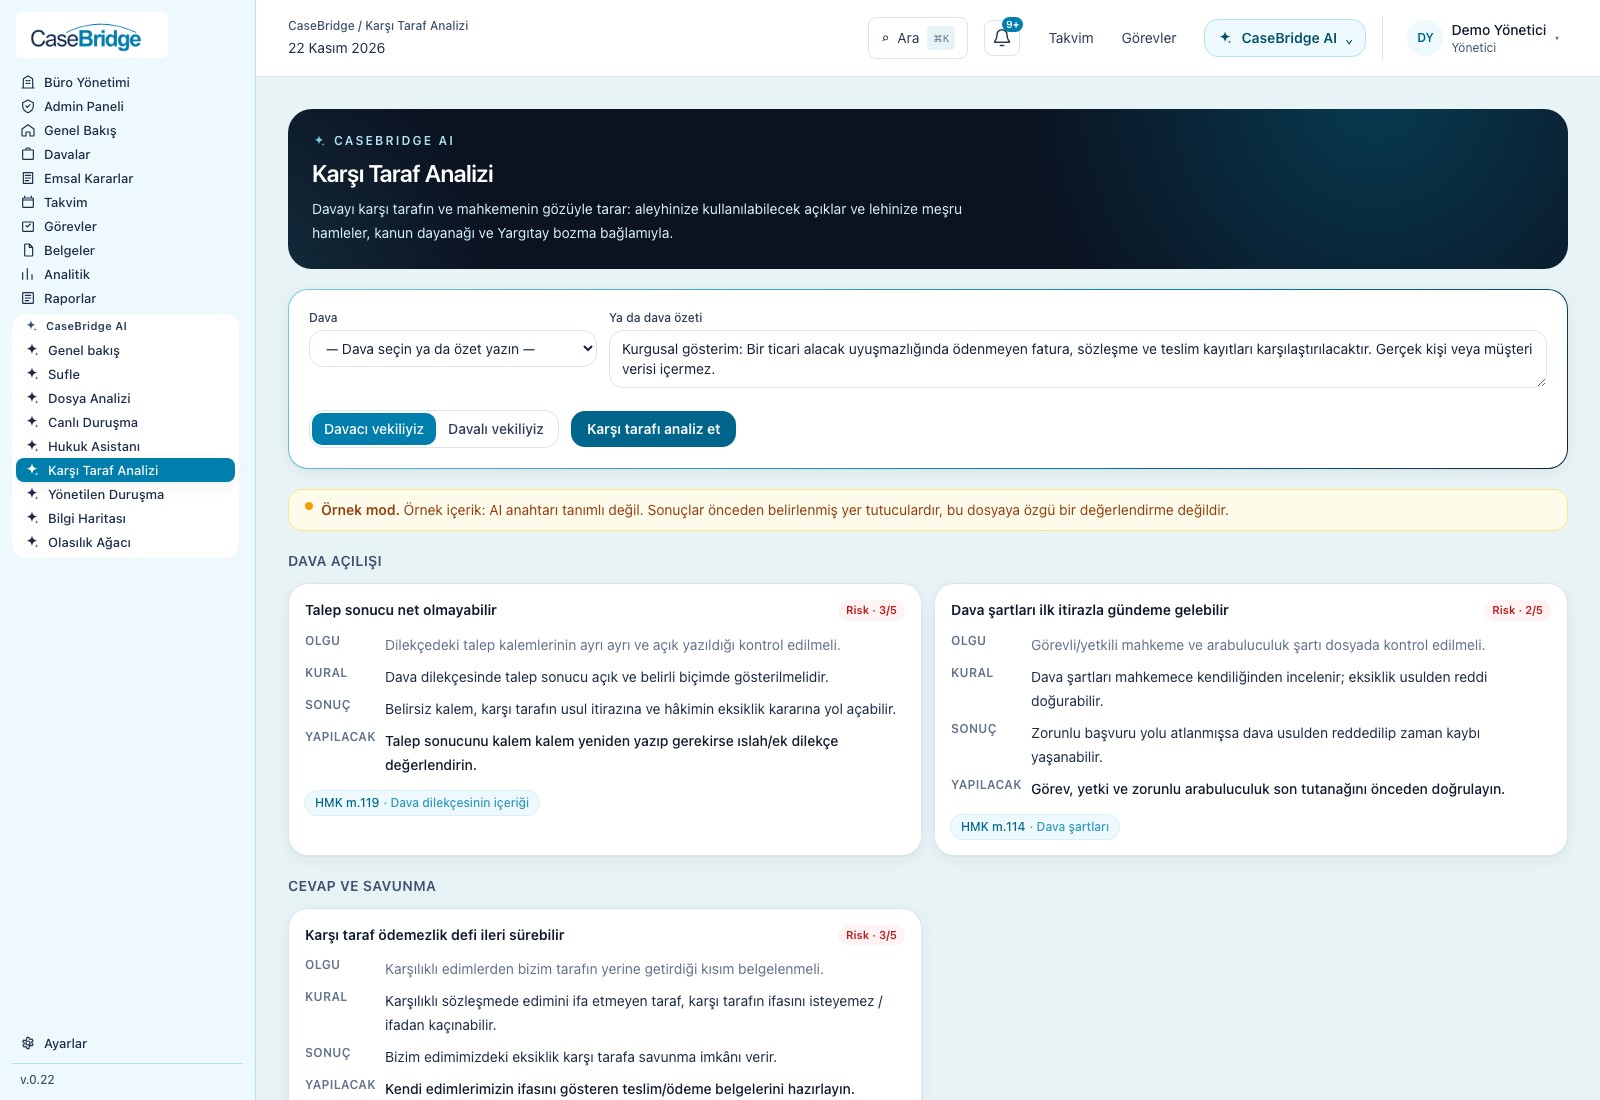 CaseBridge
Büro Yönetimi
Admin Paneli
Genel Bakış
Davalar
Emsal Kararlar
Takvim
Görevler
Belgeler
Analitik
Raporlar
CaseBridge AI
Genel bakış
Sufle
Dosya Analizi
Canlı Duruşma
Hukuk Asistanı
Karşı Taraf Analizi
Yönetilen Duruşma
Bilgi Haritası
Olasılık Ağacı
Ayarlar
v.0.22
CaseBridge / Karşı Taraf Analizi
22 Kasım 2026
Ara ⌘K
9+
Takvim
Görevler
CaseBridge AI
DY
Demo Yönetici
Yönetici
CASEBRIDGE AI
Karşı Taraf Analizi
Davayı karşı tarafın ve mahkemenin gözüyle tarar: aleyhinize kullanılabilecek açıklar ve lehinize meşru
hamleler, kanun dayanağı ve Yargıtay bozma bağlamıyla.
Dava
— Dava seçin ya da özet yazın —
Ya da dava özeti
Kurgusal gösterim: Bir ticari alacak uyuşmazlığında ödenmeyen fatura, sözleşme ve teslim kayıtları karşılaştırılacaktır. Gerçek kişi veya müşteri
verisi içermez.
Davacı vekiliyiz
Davalı vekiliyiz
Karşı tarafı analiz et
Örnek mod. Örnek içerik: AI anahtarı tanımlı değil. Sonuçlar önceden belirlenmiş yer tutuculardır, bu dosyaya özgü bir değerlendirme değildir.
DAVA AÇILIŞI
Talep sonucu net olmayabilir
Risk · 3/5
OLGU Dilekçedeki talep kalemlerinin ayrı ayrı ve açık yazıldığı kontrol edilmeli.
KURAL Dava dilekçesinde talep sonucu açık ve belirli biçimde gösterilmelidir.
SONUÇ Belirsiz kalem, karşı tarafın usul itirazına ve hâkimin eksiklik kararına yol açabilir.
YAPILACAK Talep sonucunu kalem kalem yeniden yazıp gerekirse ıslah/ek dilekçe
değerlendirin.
HMK m.119 · Dava dilekçesinin içeriği
Dava şartları ilk itirazla gündeme gelebilir
Risk · 2/5
OLGU Görevli/yetkili mahkeme ve arabuluculuk şartı dosyada kontrol edilmeli.
KURAL Dava şartları mahkemece kendiliğinden incelenir; eksiklik usulden reddi
doğurabilir.
SONUÇ Zorunlu başvuru yolu atlanmışsa dava usulden reddedilip zaman kaybı
yaşanabilir.
YAPILACAK Görev, yetki ve zorunlu arabuluculuk son tutanağını önceden doğrulayın.
HMK m.114 · Dava şartları
CEVAP VE SAVUNMA
Karşı taraf ödemezlik defi ileri sürebilir
Risk · 3/5
OLGU Karşılıklı edimlerden bizim tarafın yerine getirdiği kısım belgelenmeli.
KURAL Karşılıklı sözleşmede edimini ifa etmeyen taraf, karşı tarafın ifasını isteyemez /
ifadan kaçınabilir.
SONUÇ Bizim edimimizdeki eksiklik karşı tarafa savunma imkânı verir.
YAPILACAK Kendi edimlerimizin ifasını gösteren teslim/ödeme belgelerini hazırlayın.